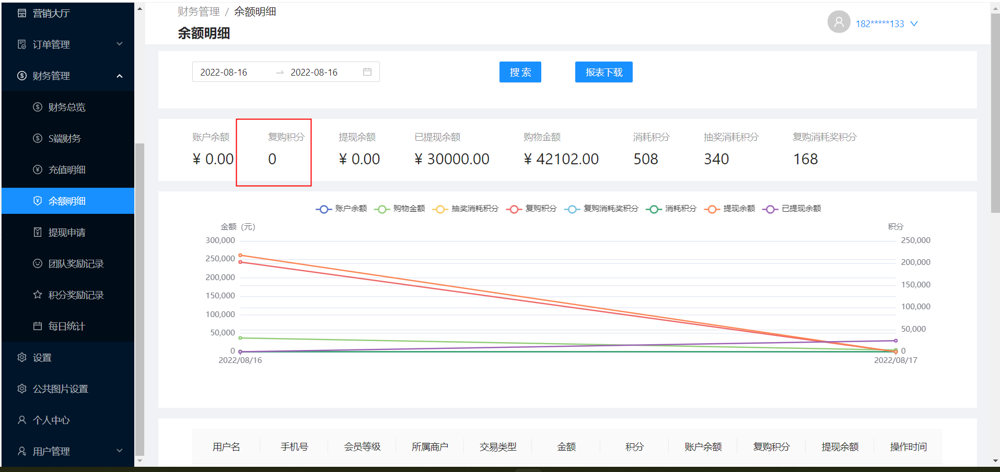 营销大厅
订单管理
财务管理
财务总览
S端财务
充值明细
余额明细
提现申请
团队奖励记录
积分奖励记录
每日统计
设置
公共图片设置
个人中心
用户管理
财务管理 / 余额明细
余额明细
182*****133
2022-08-16 → 2022-08-16
搜 索
报表下载
账户余额 复购积分 提现余额 已提现余额 购物金额 消耗积分 抽奖消耗积分 复购消耗奖积分
¥ 0.00 0 ¥ 0.00 ¥ 30000.00 ¥ 42102.00 508 340 168
账户余额 购物金额 抽奖消耗积分 复购积分 复购消耗奖积分 消耗积分 提现余额 已提现余额
金额（元） 积分
300,000 250,000
250,000 200,000
200,000 150,000
150,000 100,000
100,000 50,000
50,000 0
0
2022/08/16 2022/08/17
用户名 手机号 会员等级 所属商户 交易类型 金额 积分 账户余额 复购积分 提现余额 操作时间